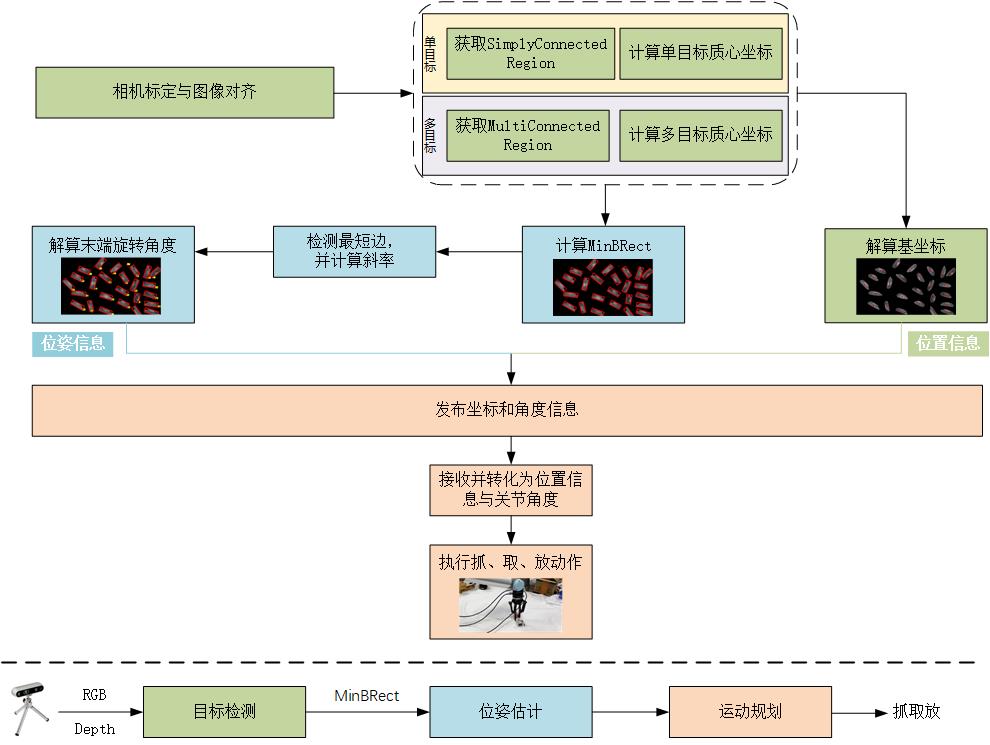 相机标定与图像对齐
单目标
获取SimplyConnected
Region
计算单目标质心坐标
多目标
获取MultiConnected
Region
计算多目标质心坐标
解算末端旋转角度
检测最短边，
并计算斜率
计算MinBRect
解算基坐标
位姿信息
位置信息
发布坐标和角度信息
接收并转化为位置信
息与关节角度
执行抓、取、放动作
RGB
Depth
目标检测
MinBRect
位姿估计
运动规划
抓取放